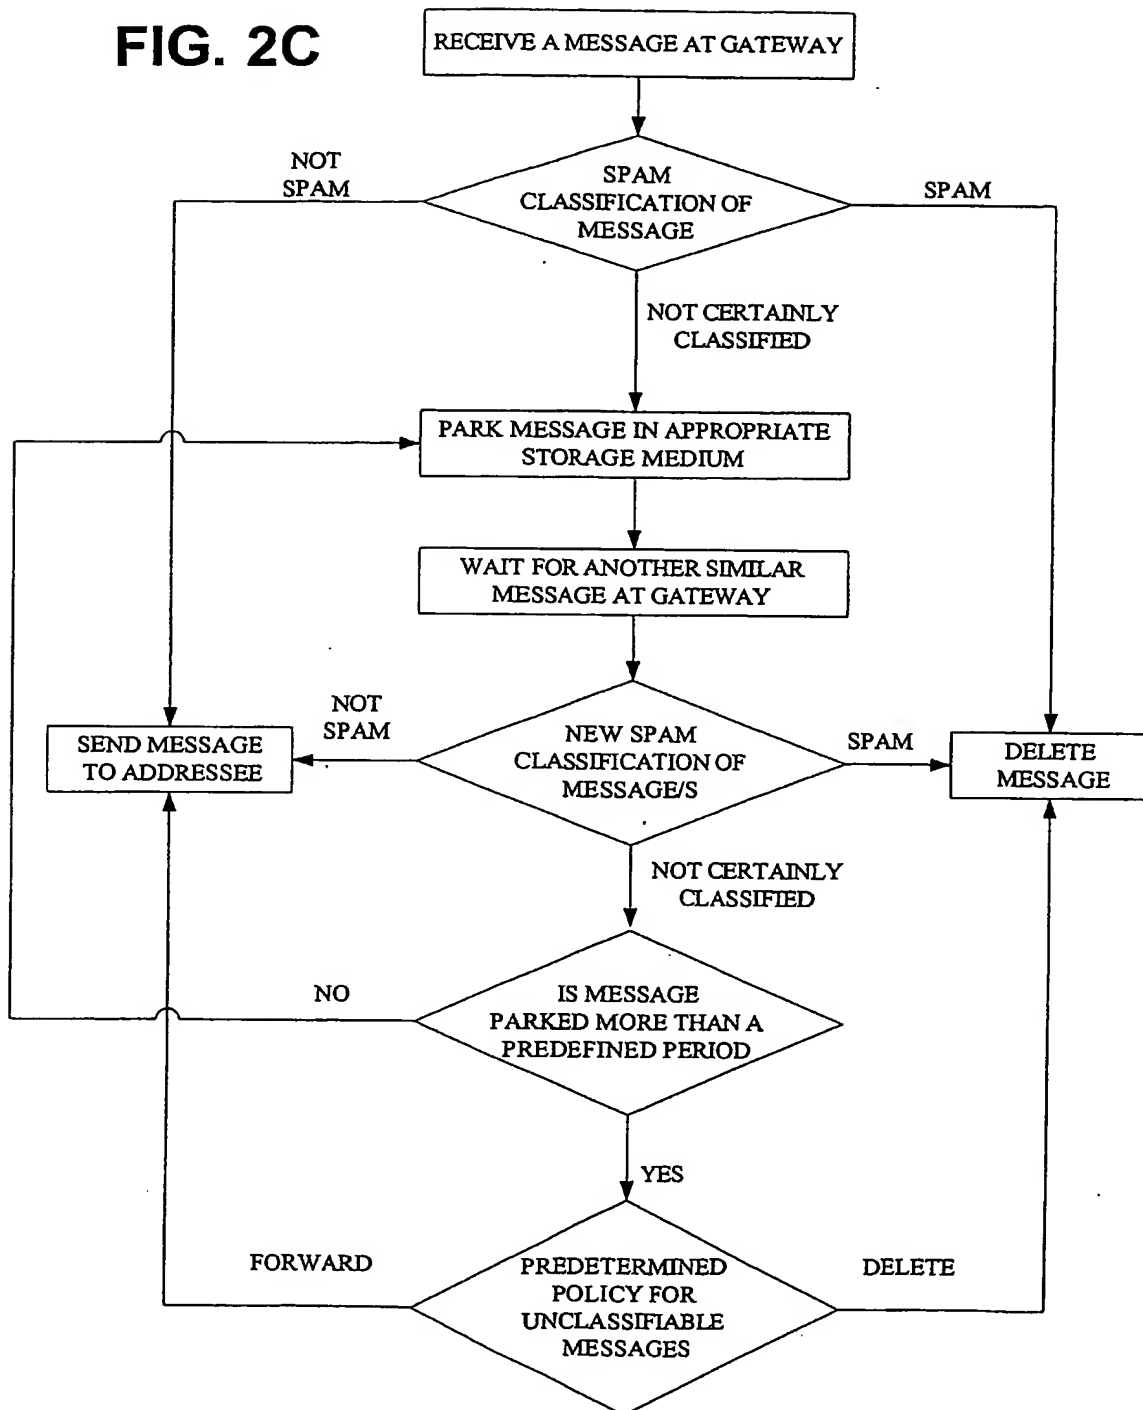 FIG. 2C
RECEIVE A MESSAGE AT GATEWAY
NOT
SPAM
SPAM
CLASSIFICATION OF
MESSAGE
SPAM
NOT CERTAINLY
CLASSIFIED
PARK MESSAGE IN APPROPRIATE
STORAGE MEDIUM
WAIT FOR ANOTHER SIMILAR
MESSAGE AT GATEWAY
NOT
SPAM
SEND MESSAGE
TO ADDRESSEE
NEW SPAM
CLASSIFICATION OF
MESSAGE/S
SPAM
DELETE
MESSAGE
NOT CERTAINLY
CLASSIFIED
NO
IS MESSAGE
PARKED MORE THAN A
PREDEFINED PERIOD
YES
FORWARD
PREDETERMINED
POLICY FOR
UNCLASSIFIABLE
MESSAGES
DELETE